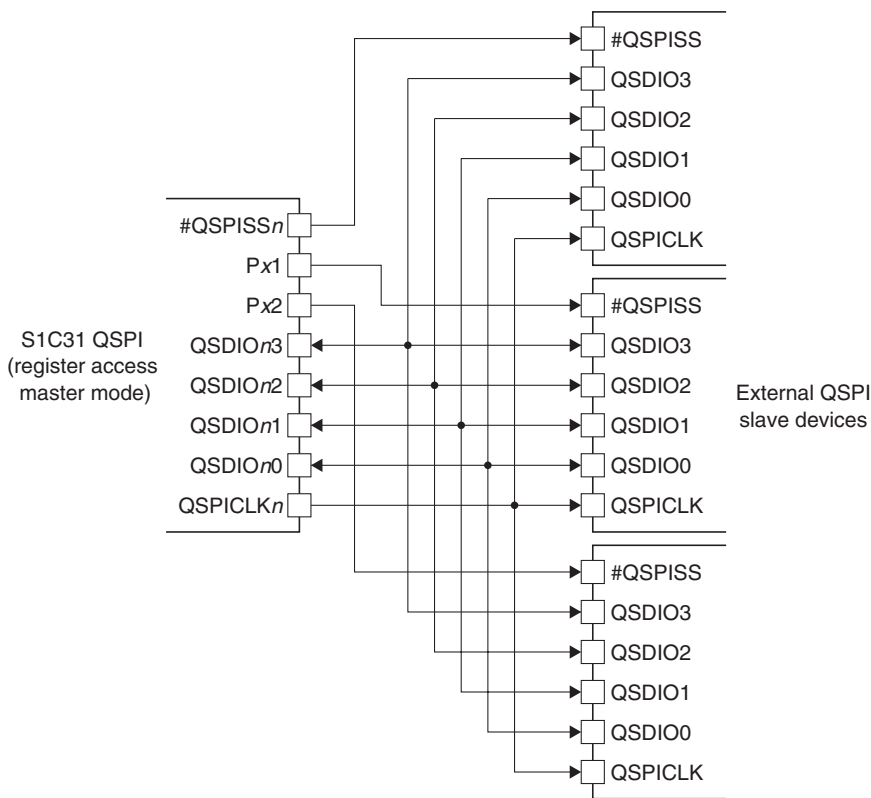 #QSPISS
QSDIO3
QSDIO2
QSDIO1
QSDIO0
QSPICLK
S1C31 QSPI
(register access
master mode)
#QSPISSn
Px1
Px2
QSDIOn3
QSDIOn2
QSDIOn1
QSDIOn0
QSPICLKn
#QSPISS
QSDIO3
QSDIO2
QSDIO1
QSDIO0
QSPICLK
External QSPI
slave devices
#QSPISS
QSDIO3
QSDIO2
QSDIO1
QSDIO0
QSPICLK